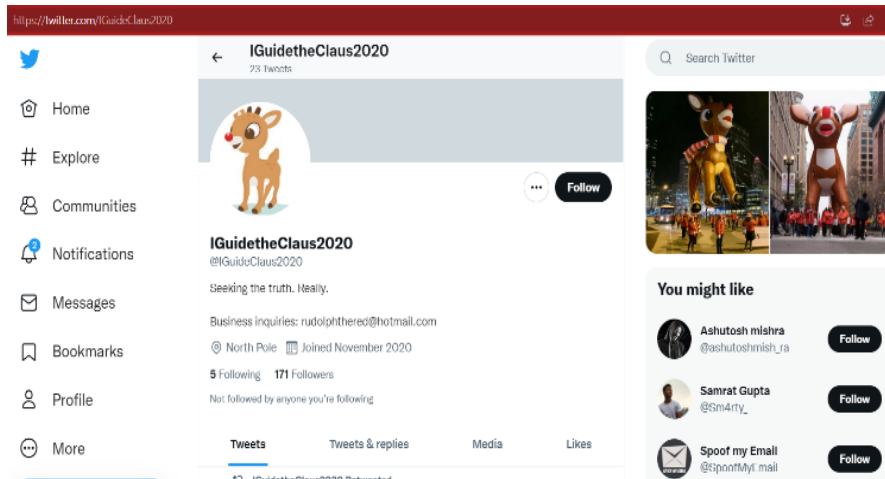 https://twitter.com/IGuideClaus2020
IGuidetheClaus2020
23 Tweets
Search Twitter
Home
# Explore
Communities
2
Notifications
Messages
Bookmarks
Profile
More
Follow
IGuidetheClaus2020
@IGuideClaus2020
Seeking the truth. Really.
Business inquiries: rudolphthered@hotmail.com
North Pole Joined November 2020
5 Following 171 Followers
Not followed by anyone you're following
Tweets Tweets & replies Media Likes
IGuidetheClaus2020 Retweeted
You might like
Ashutosh mishra
@ashutoshmish_ra
Follow
Samrat Gupta
@Sm4rty_
Follow
Spoof my Email
@SpoofMyEmail
Follow